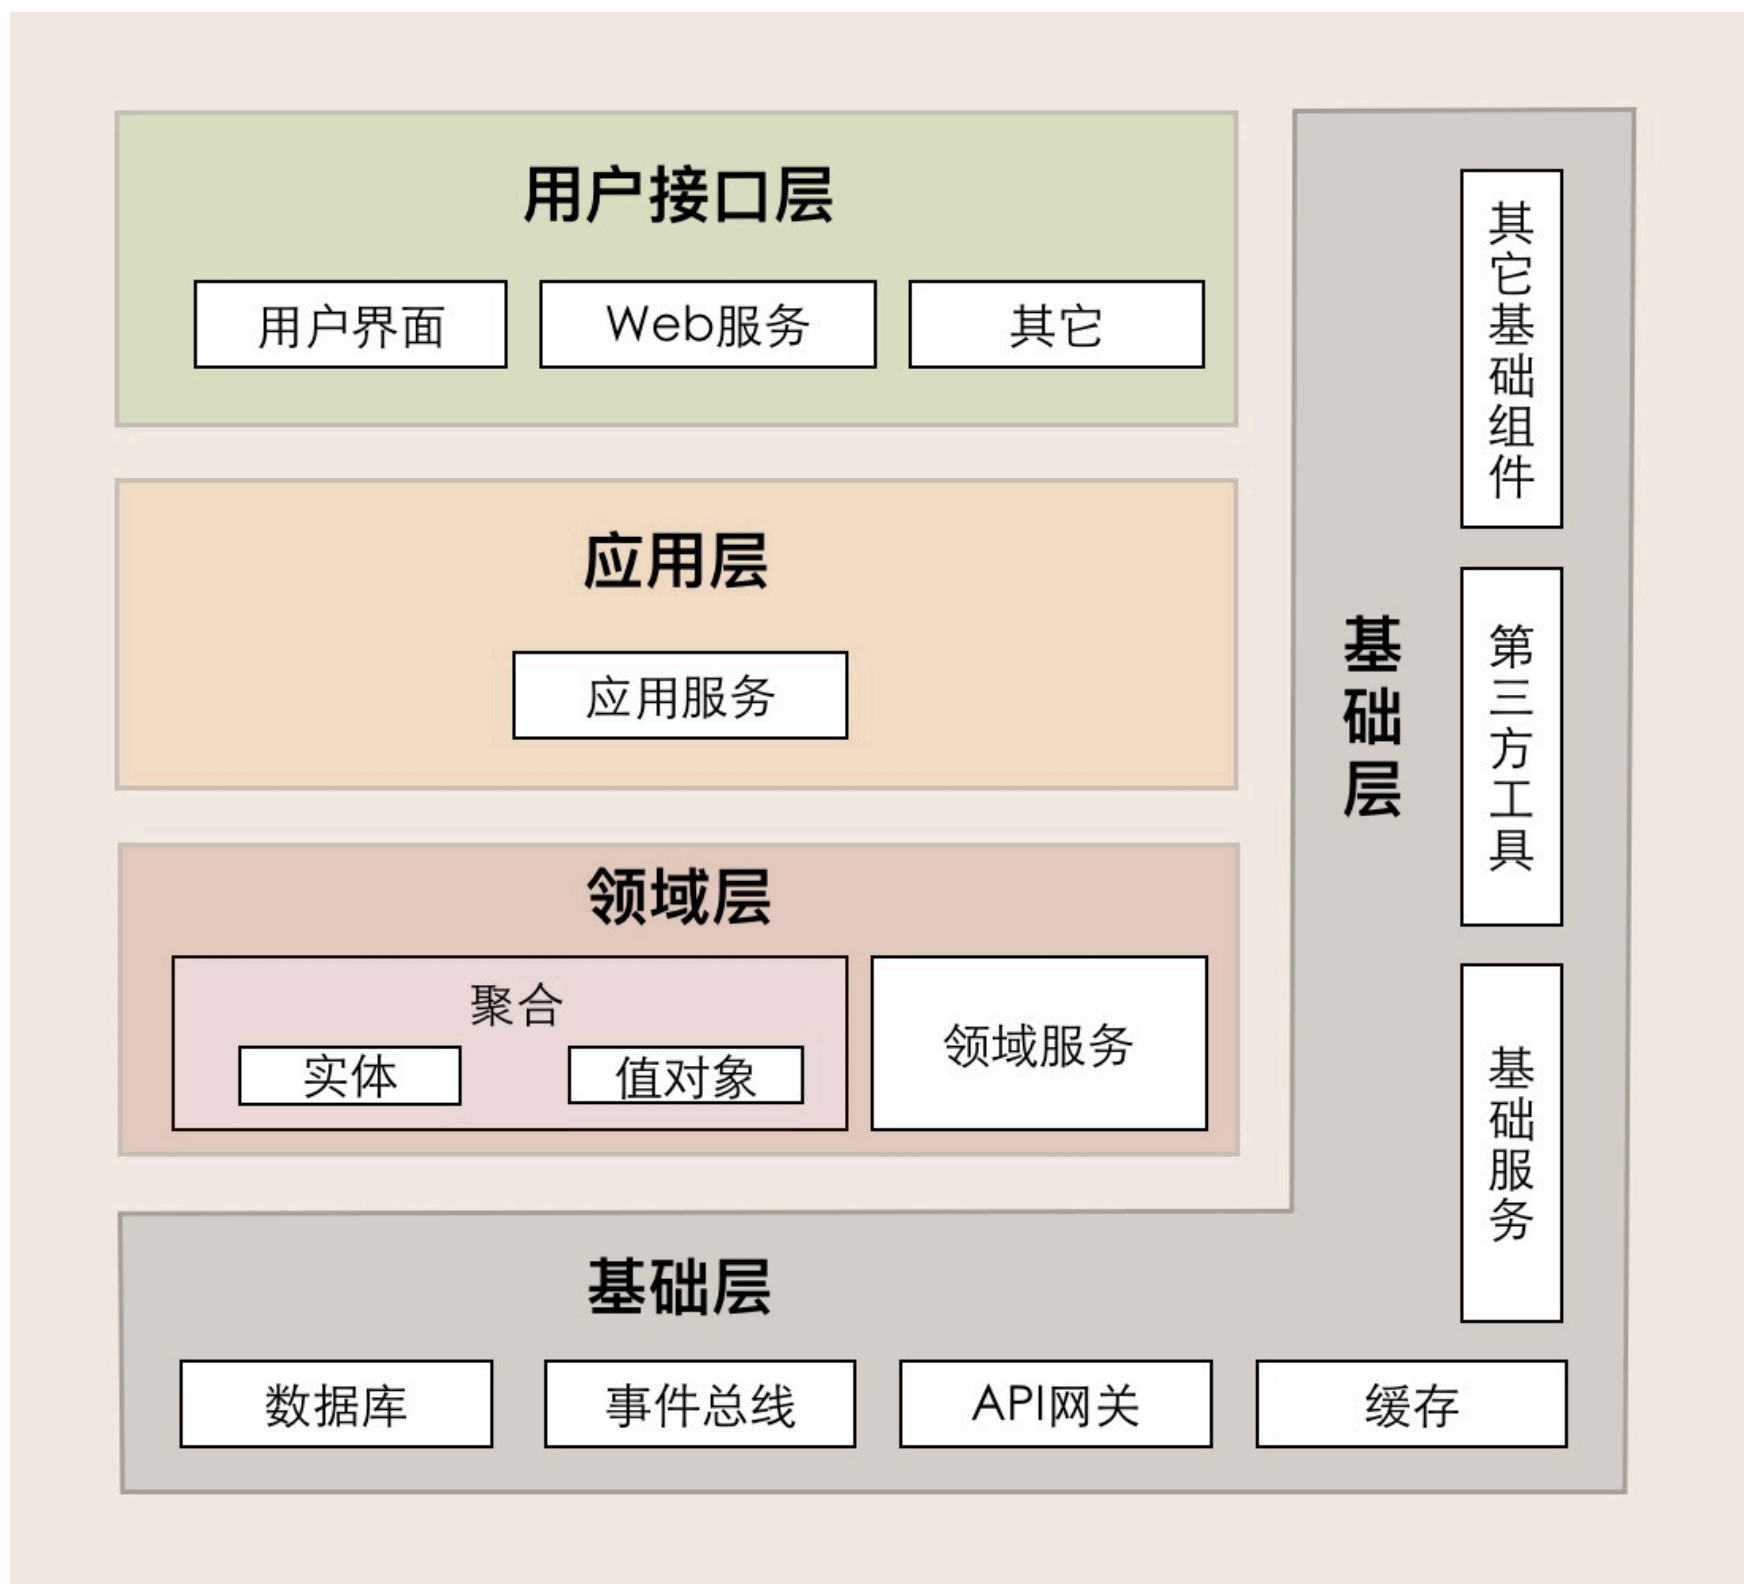 用户接口层
用户界面
Web服务
其它
应用层
应用服务
领域层
聚合
实体
值对象
领域服务
基础层
其它基础组件
第三方工具
基础服务
基础层
数据库
事件总线
API网关
缓存